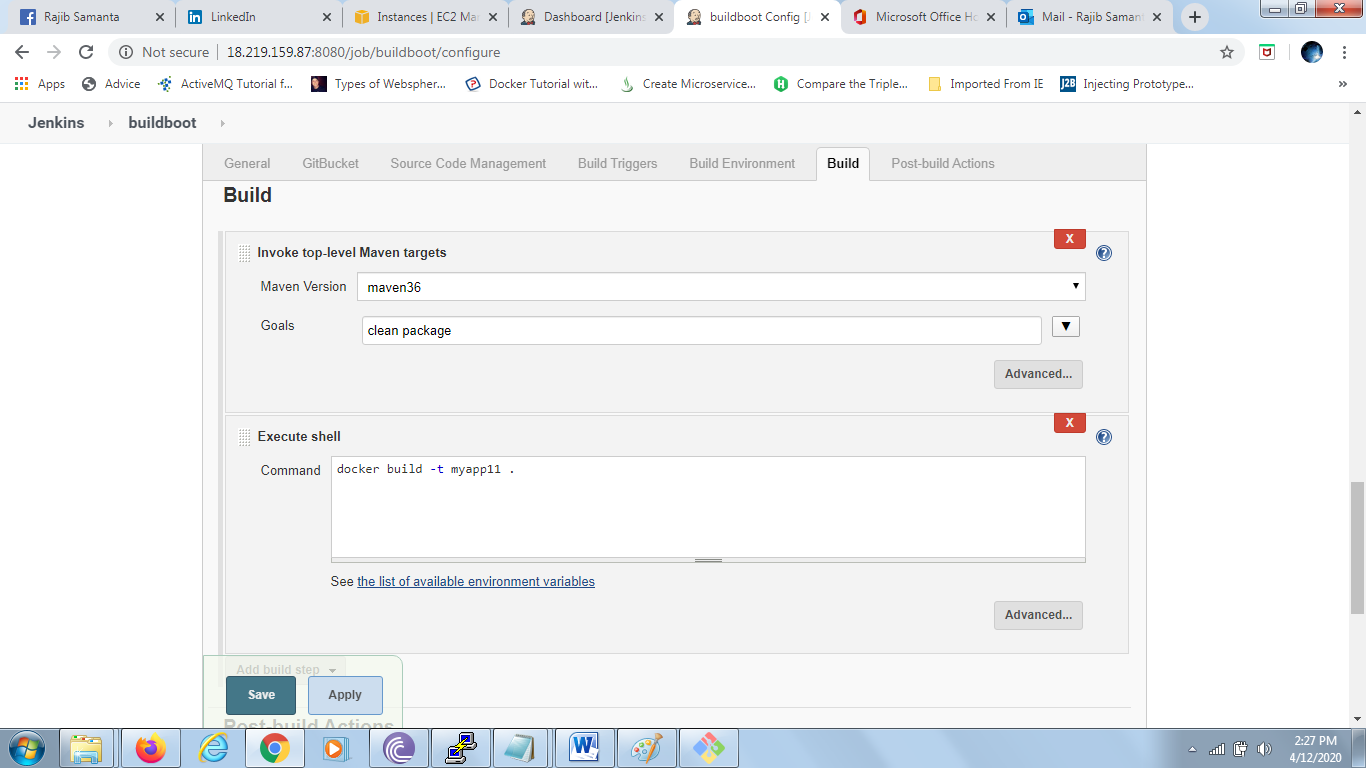 Rajib Samanta
LinkedIn
Instances | EC2 Mar
Dashboard [Jenkins
buildboot Config [J
Microsoft Office Ho
Mail - Rajib Samant
Not secure | 18.219.159.87:8080/job/buildboot/configure
Apps Advice ActiveMQ Tutorial f... Types of Webspher... Docker Tutorial wit... Create Microservice... Compare the Triple... Imported From IE J2B Injecting Prototype... »
Jenkins buildboot
General GitBucket Source Code Management Build Triggers Build Environment Build Post-build Actions
Build
X
Invoke top-level Maven targets ?
Maven Version maven36
Goals clean package
Advanced...
X
Execute shell ?
Command docker build -t myapp11 .
See the list of available environment variables
Advanced...
Add build step
Save Apply
Post-build Actions
2:27 PM
4/12/2020